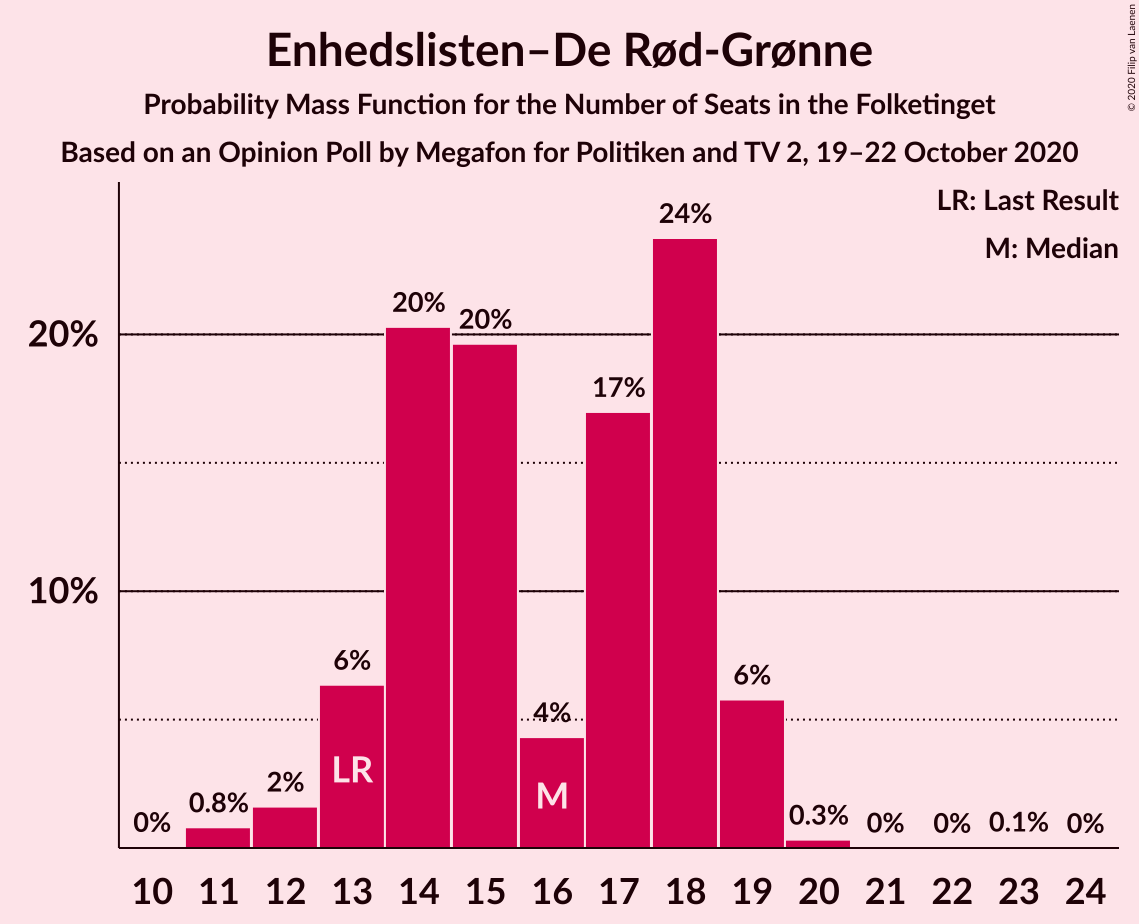 Enhedslisten–De Rød-Grønne
Probability Mass Function for the Number of Seats in the Folketinget
Based on an Opinion Poll by Megafon for Politiken and TV 2, 19–22 October 2020
© 2020 Filip van Laenen
LR: Last Result
M: Median
24%
20%
20%
20%
17%
10%
6%
6%
4%
LR
M
2%
0.8%
0%
0.3%
0%
0%
0.1%
0%
10 11 12 13 14 15 16 17 18 19 20 21 22 23 24